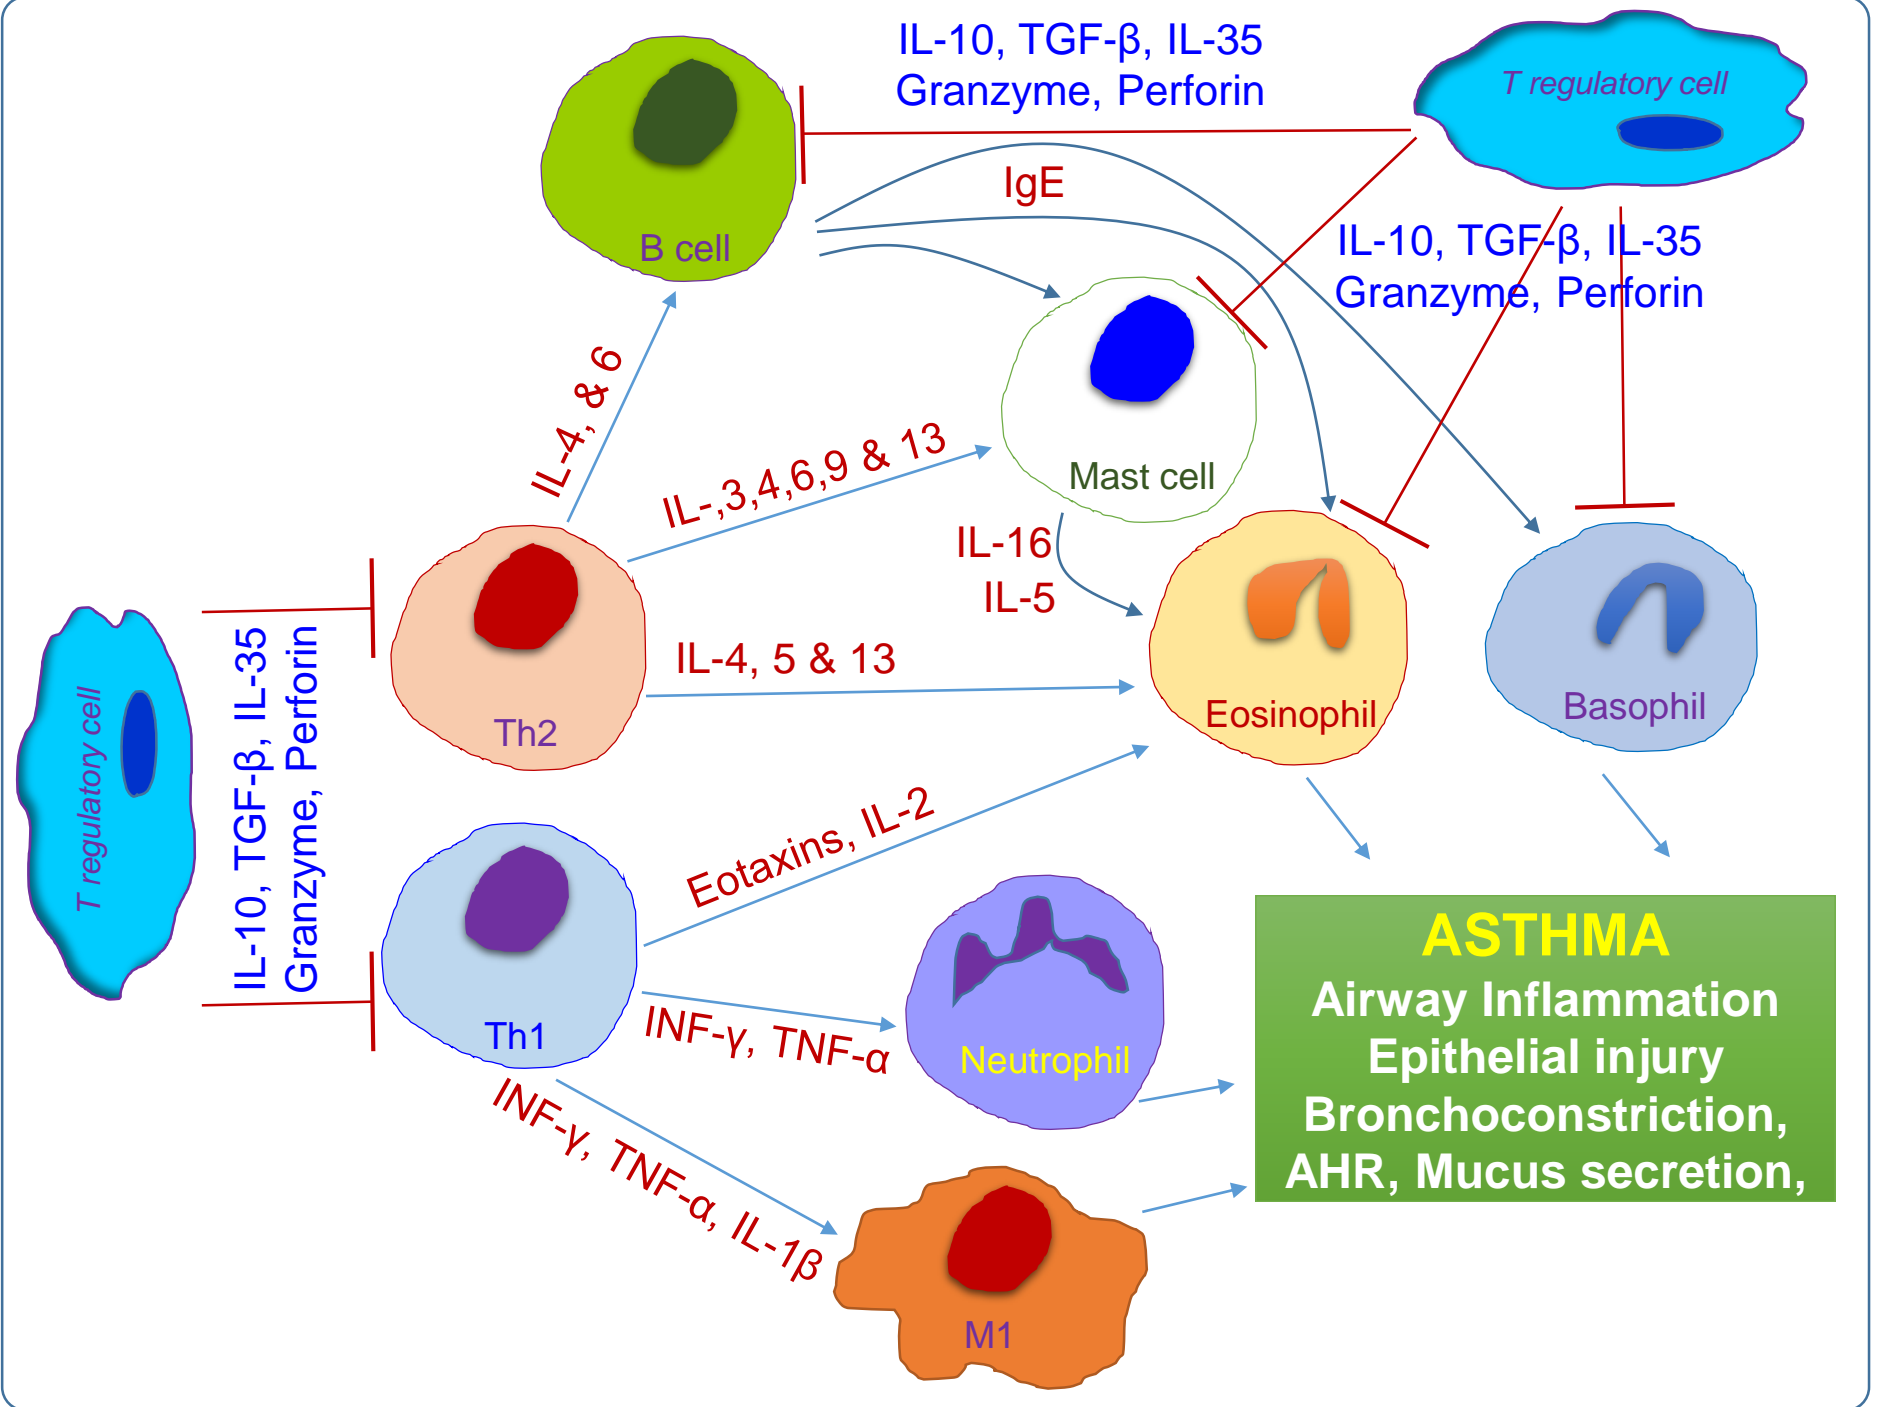 IL-10, TGF-β, IL-35
Granzyme, Perforin
T regulatory cell
IgE
B cell
IL-10, TGF-β, IL-35
Granzyme, Perforin
IL-4, & 6
IL-,3,4,6,9 & 13
Mast cell
IL-16
IL-5
IL-4, 5 & 13
Th2
Eosinophil
Basophil
T regulatory cell
IL-10, TGF-β, IL-35
Granzyme, Perforin
Eotaxins, IL-2
Th1
INF-γ, TNF-α
Neutrophil
INF-γ, TNF-α, IL-1β
M1
ASTHMA
Airway Inflammation
Epithelial injury
Bronchoconstriction,
AHR, Mucus secretion,